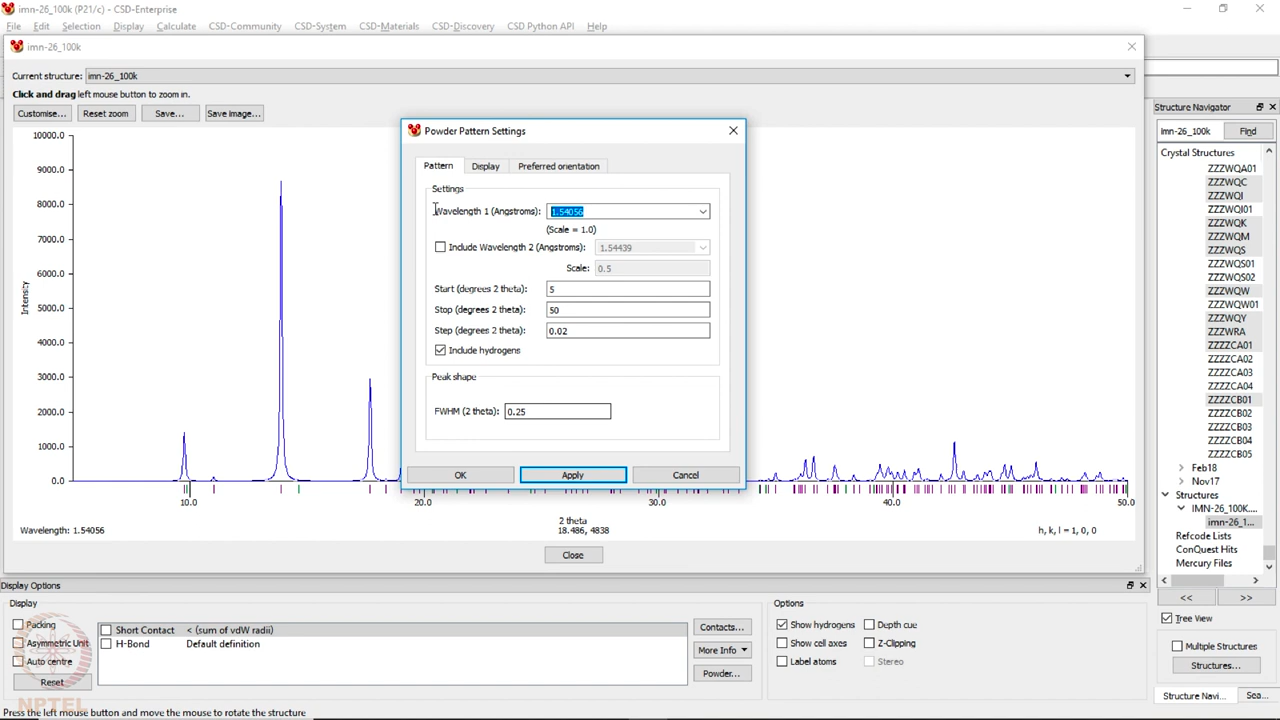 imn-26_100k (P21/c) - CSD-Enterprise
File Edit Selection Display Calculate CSD-Community CSD-System CSD-Materials CSD-Discovery CSD Python API Help
imn-26_100k
Current structure: imn-26_100k
Click and drag left mouse button to zoom in.
Customise... Reset zoom Save... Save Image...
10000.0
9000.0
8000.0
7000.0
6000.0
5000.0
4000.0
3000.0
2000.0
1000.0
0.0
Intensity
10.0 20.0 30.0 40.0 50.0
2 theta
Wavelength: 1.54056 18.486, 4838 h, k, l = 1, 0, 0
Close
Powder Pattern Settings
Pattern Display Preferred orientation
Settings
Wavelength 1 (Angstroms): 1.54056
(Scale = 1.0)
Include Wavelength 2 (Angstroms): 1.54439
Scale: 0.5
Start (degrees 2 theta): 5
Stop (degrees 2 theta): 50
Step (degrees 2 theta): 0.02
Include hydrogens
Peak shape
FWHM (2 theta): 0.25
OK Apply Cancel
Structure Navigator
imn-26_100k Find
Crystal Structures
ZZZWQA01
ZZZWQC
ZZZWQI
ZZZWQI01
ZZZWQK
ZZZWQM
ZZZWQS
ZZZWQS01
ZZZWQS02
ZZZWQW
ZZZWQW01
ZZZWQY
ZZZWRA
ZZZZCA01
ZZZZCA02
ZZZZCA03
ZZZZCA04
ZZZZCB01
ZZZZCB02
ZZZZCB03
ZZZZCB04
ZZZZCB05
Feb18
Nov17
Structures
IMN-26_100K....
imn-26_1...
Refcode Lists
ConQuest Hits
Mercury Files
<< >>
Tree View
Multiple Structures
Structures...
Structure Navi... Sea...
Display Options
Display
Packing
Asymmetric Unit
Auto centre
Reset
Short Contact < (sum of vdW radii)
H-Bond Default definition
Contacts...
More Info
Powder...
Options
Show hydrogens Depth cue
Show cell axes Z-Clipping
Label atoms Stereo
NPTEL
Press the left mouse button and move the mouse to rotate the structure